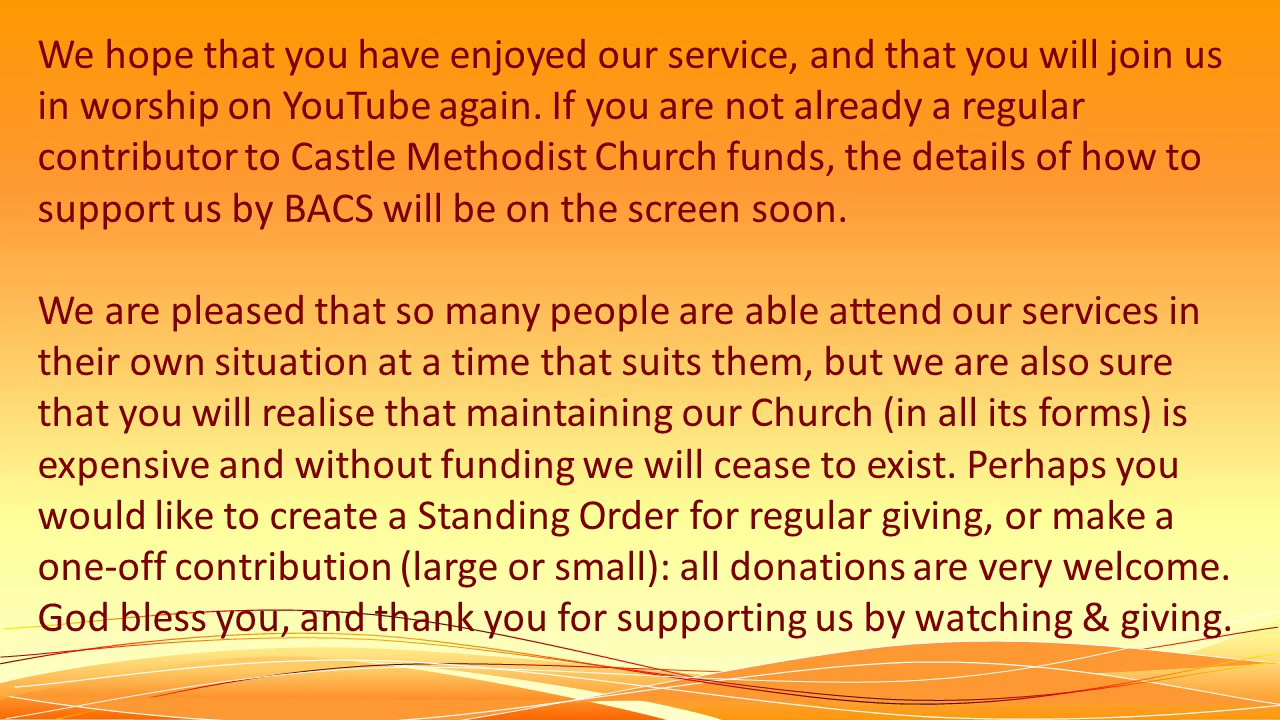 We hope that you have enjoyed our service, and that you will join us
in worship on YouTube again. If you are not already a regular
contributor to Castle Methodist Church funds, the details of how to
support us by BACS will be on the screen soon.
We are pleased that so many people are able attend our services in
their own situation at a time that suits them, but we are also sure
that you will realise that maintaining our Church (in all its forms) is
expensive and without funding we will cease to exist. Perhaps you
would like to create a Standing Order for regular giving, or make a
one-off contribution (large or small): all donations are very welcome.
God bless you, and thank you for supporting us by watching & giving.